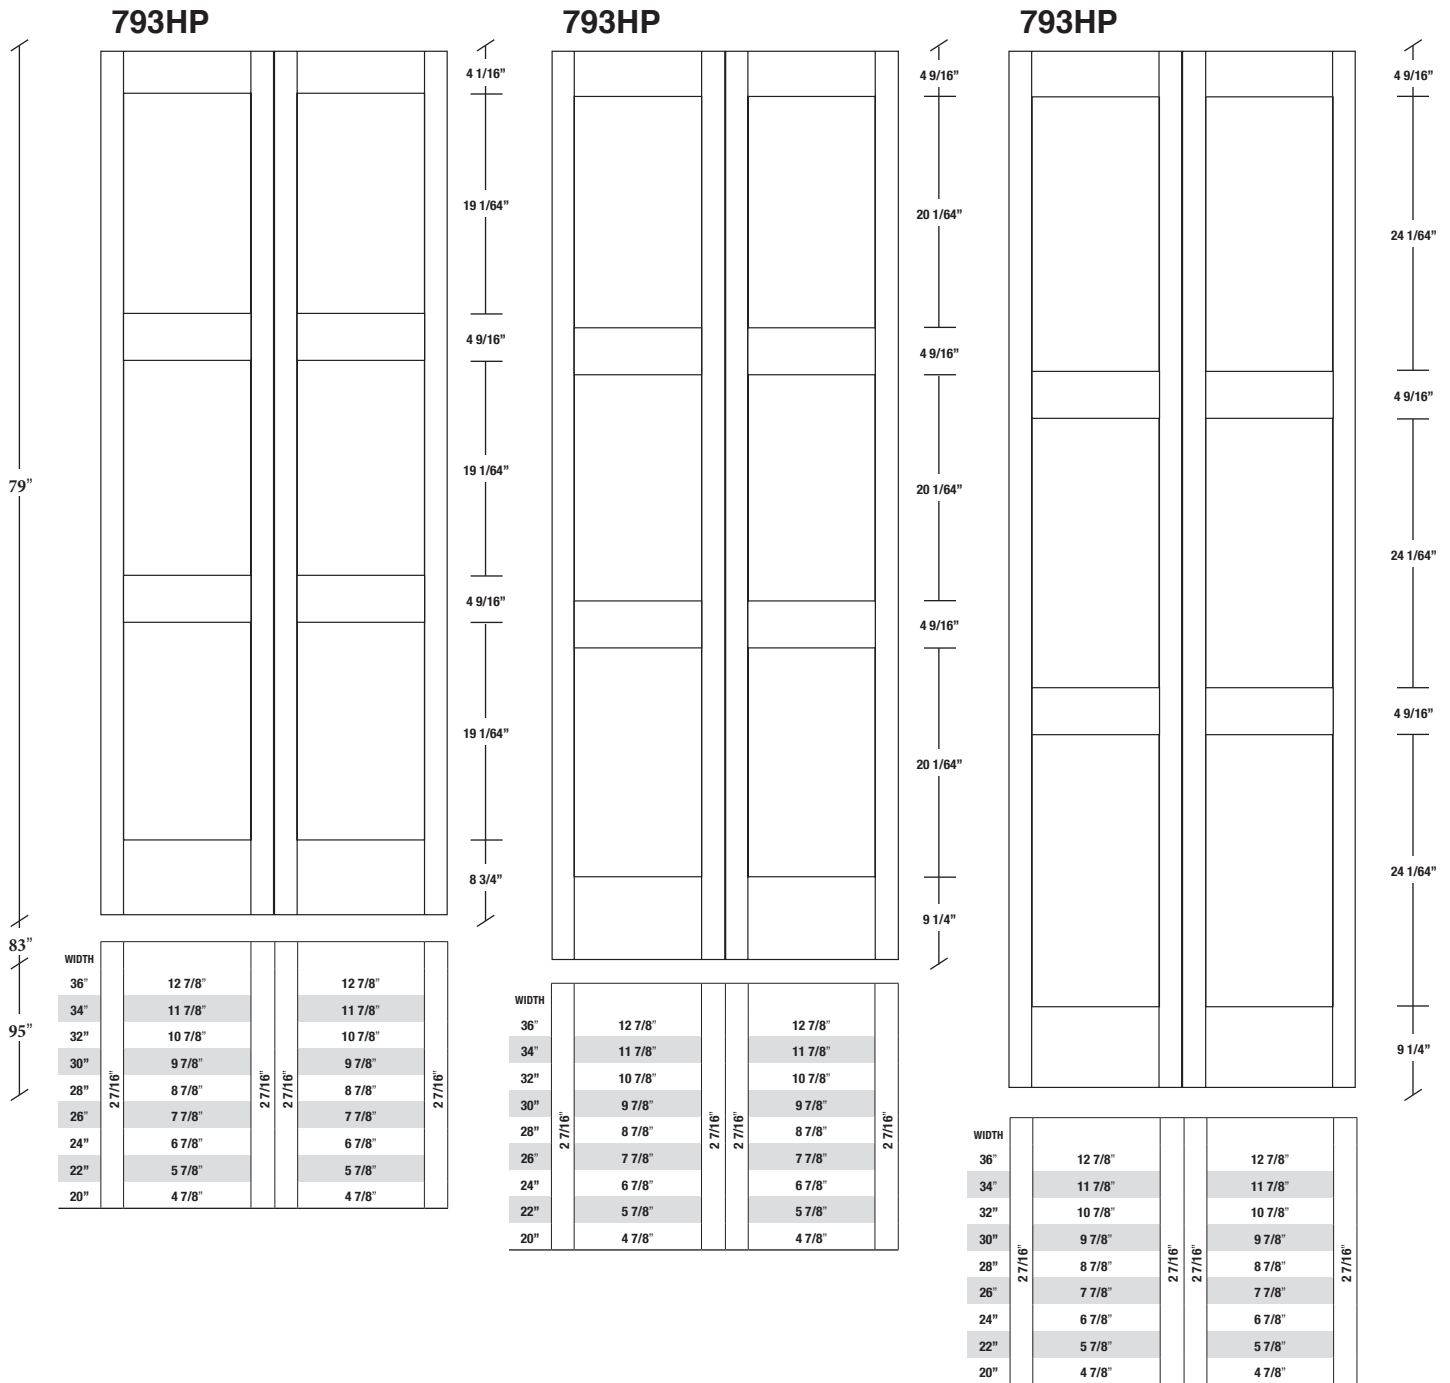 793HP
793HP
793HP
4 1/16”
19 1/64”
4 9/16”
19 1/64”
4 9/16”
19 1/64”
8 3/4”
79”
83”
95”
4 9/16”
20 1/64”
4 9/16”
20 1/64”
4 9/16”
20 1/64”
9 1/4”
4 9/16”
24 1/64”
4 9/16”
24 1/64”
4 9/16”
24 1/64”
9 1/4”
WIDTH
36” 12 7/8” 12 7/8”
34” 11 7/8” 11 7/8”
32” 10 7/8” 10 7/8”
30” 9 7/8” 9 7/8”
28” 8 7/8” 8 7/8”
26” 7 7/8” 7 7/8”
24” 6 7/8” 6 7/8”
22” 5 7/8” 5 7/8”
20” 4 7/8” 4 7/8”
2 7/16”
2 7/16”
2 7/16”
2 7/16”
WIDTH
36” 12 7/8” 12 7/8”
34” 11 7/8” 11 7/8”
32” 10 7/8” 10 7/8”
30” 9 7/8” 9 7/8”
28” 8 7/8” 8 7/8”
26” 7 7/8” 7 7/8”
24” 6 7/8” 6 7/8”
22” 5 7/8” 5 7/8”
20” 4 7/8” 4 7/8”
2 7/16”
2 7/16”
2 7/16”
2 7/16”
WIDTH
36” 12 7/8” 12 7/8”
34” 11 7/8” 11 7/8”
32” 10 7/8” 10 7/8”
30” 9 7/8” 9 7/8”
28” 8 7/8” 8 7/8”
26” 7 7/8” 7 7/8”
24” 6 7/8” 6 7/8”
22” 5 7/8” 5 7/8”
20” 4 7/8” 4 7/8”
2 7/16”
2 7/16”
2 7/16”
2 7/16”